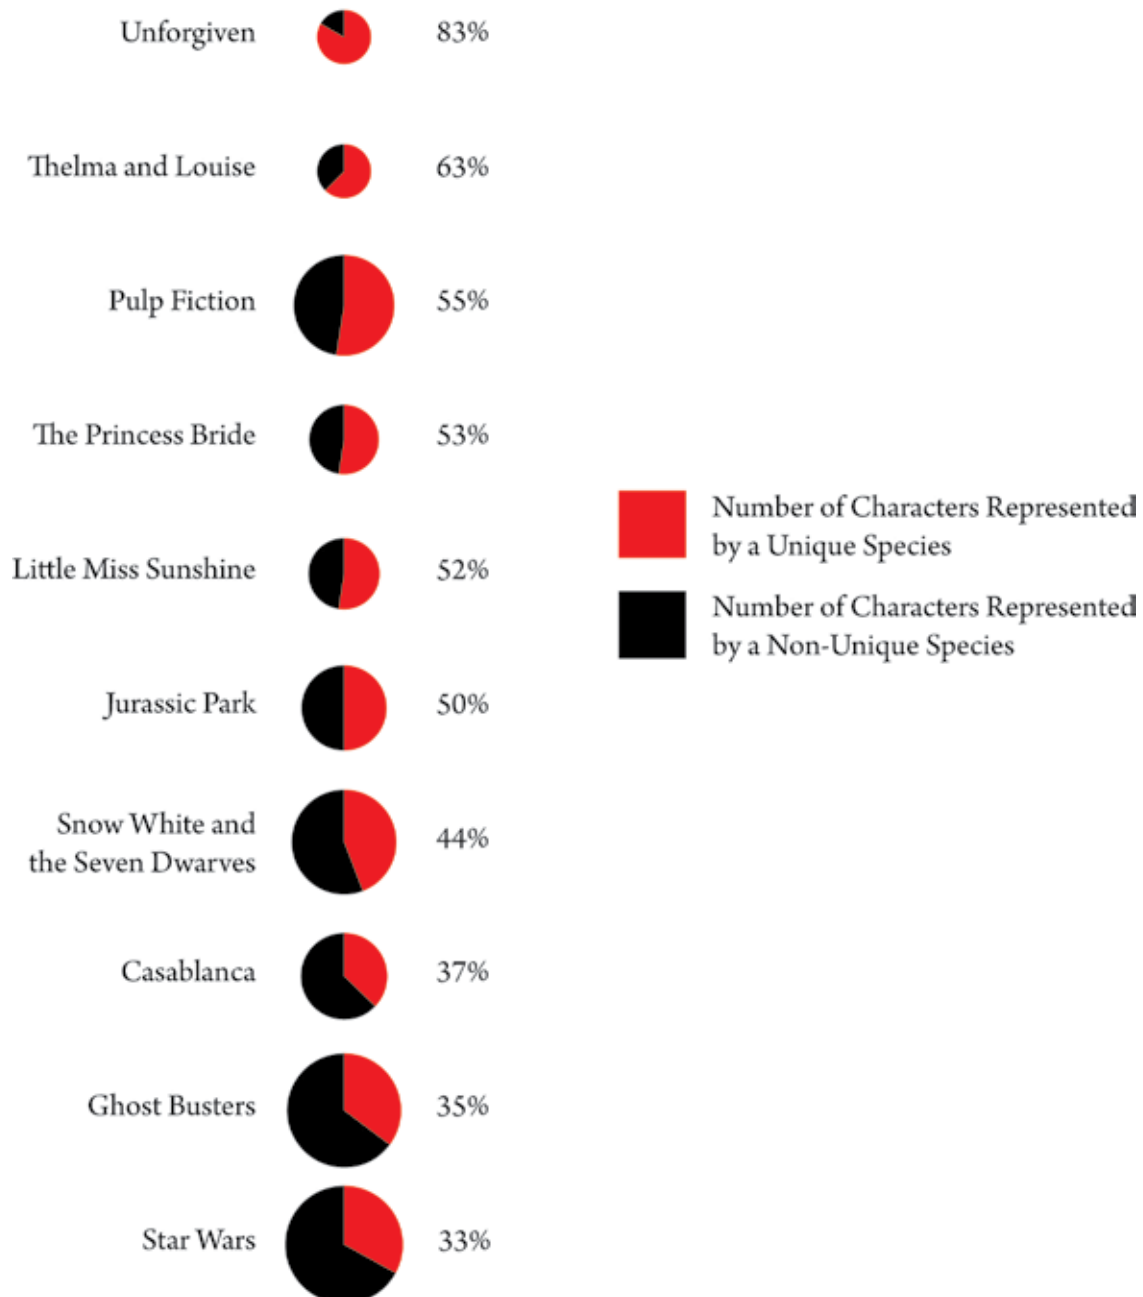 Unforgiven 83%
Thelma and Louise 63%
Pulp Fiction 55%
The Princess Bride 53%
Little Miss Sunshine 52%
Jurassic Park 50%
Snow White and
the Seven Dwarves 44%
Casablanca 37%
Ghost Busters 35%
Star Wars 33%
Number of Characters Represented
by a Unique Species
Number of Characters Represented
by a Non-Unique Species